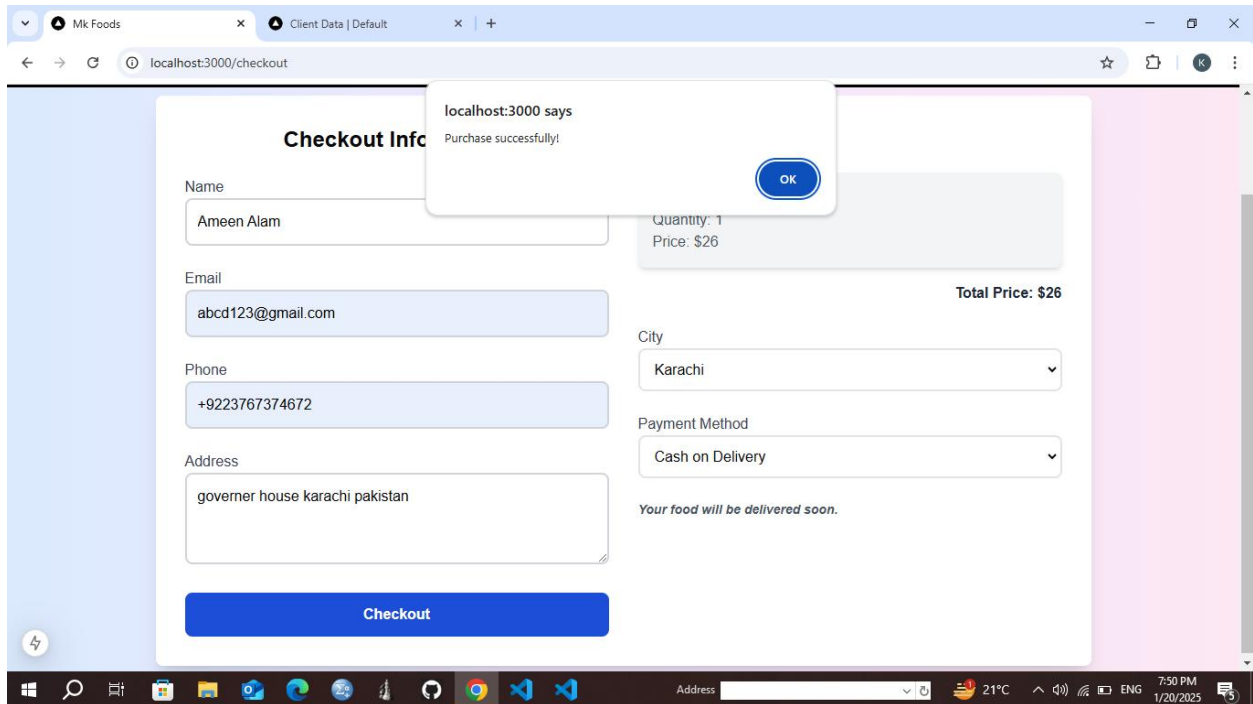 Mk Foods
Client Data | Default
localhost:3000/checkout
K
localhost:3000 says
Purchase successfully!
OK
Checkout Info
Name
Ameen Alam
Email
abcd123@gmail.com
Phone
+9223767374672
Address
governer house karachi pakistan
Checkout
Quantity: 1
Price: $26
Total Price: $26
City
Karachi
Payment Method
Cash on Delivery
Your food will be delivered soon.
Address
21°C
ENG
7:50 PM
1/20/2025